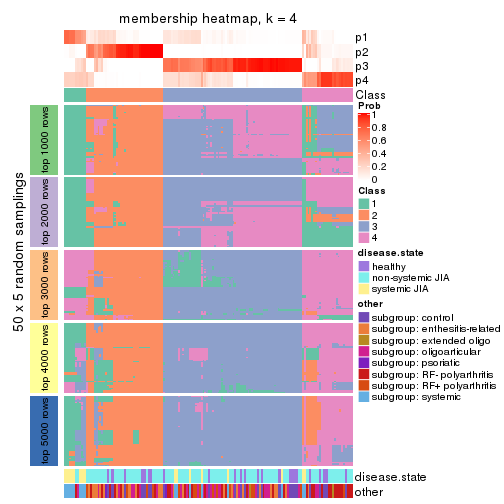 membership heatmap, k = 4
p1
p2
p3
p4
Class
50 x 5 random samplings
top 1000 rows
top 2000 rows
top 3000 rows
top 4000 rows
top 5000 rows
Prob
1
0.8
0.6
0.4
0.2
0
Class
1
2
3
4
disease.state
healthy
non-systemic JIA
systemic JIA
other
subgroup: control
subgroup: enthesitis-related
subgroup: extended oligo
subgroup: oligoarticular
subgroup: psoriatic
subgroup: RF- polyarthritis
subgroup: RF+ polyarthritis
subgroup: systemic
disease.state
other